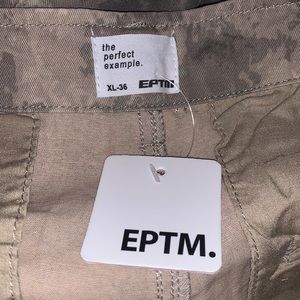 the
perfect
example.
XL-36 EPTM
EPTM.